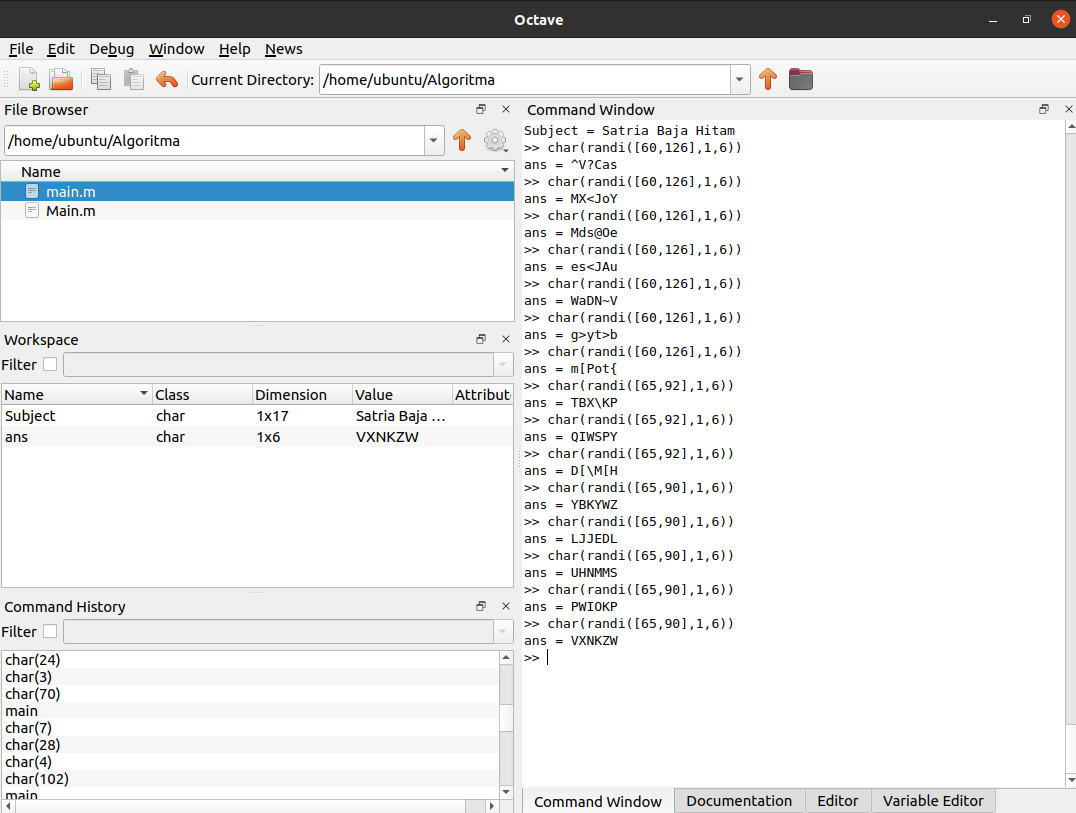 Octave
File Edit Debug Window Help News
Current Directory: /home/ubuntu/Algoritma
File Browser
/home/ubuntu/Algoritma
Name
main.m
Main.m
Workspace
Filter
Name Class Dimension Value Attribut
Subject char 1x17 Satria Baja ...
ans char 1x6 VXNKZW
Command History
Filter
char(24)
char(3)
char(70)
main
char(7)
char(28)
char(4)
char(102)
main
Command Window
Subject = Satria Baja Hitam
>> char(randi([60,126],1,6))
ans = ^V?Cas
>> char(randi([60,126],1,6))
ans = MX<JoY
>> char(randi([60,126],1,6))
ans = Mds@Oe
>> char(randi([60,126],1,6))
ans = es<JAu
>> char(randi([60,126],1,6))
ans = WaDN~V
>> char(randi([60,126],1,6))
ans = g>yt>b
>> char(randi([60,126],1,6))
ans = m[Pot{
>> char(randi([65,92],1,6))
ans = TBX\KP
>> char(randi([65,92],1,6))
ans = QIWSPY
>> char(randi([65,92],1,6))
ans = D[\M[H
>> char(randi([65,90],1,6))
ans = YBKYWZ
>> char(randi([65,90],1,6))
ans = LJJEDL
>> char(randi([65,90],1,6))
ans = UHNMMS
>> char(randi([65,90],1,6))
ans = PWIOKP
>> char(randi([65,90],1,6))
ans = VXNKZW
>>
Command Window Documentation Editor Variable Editor